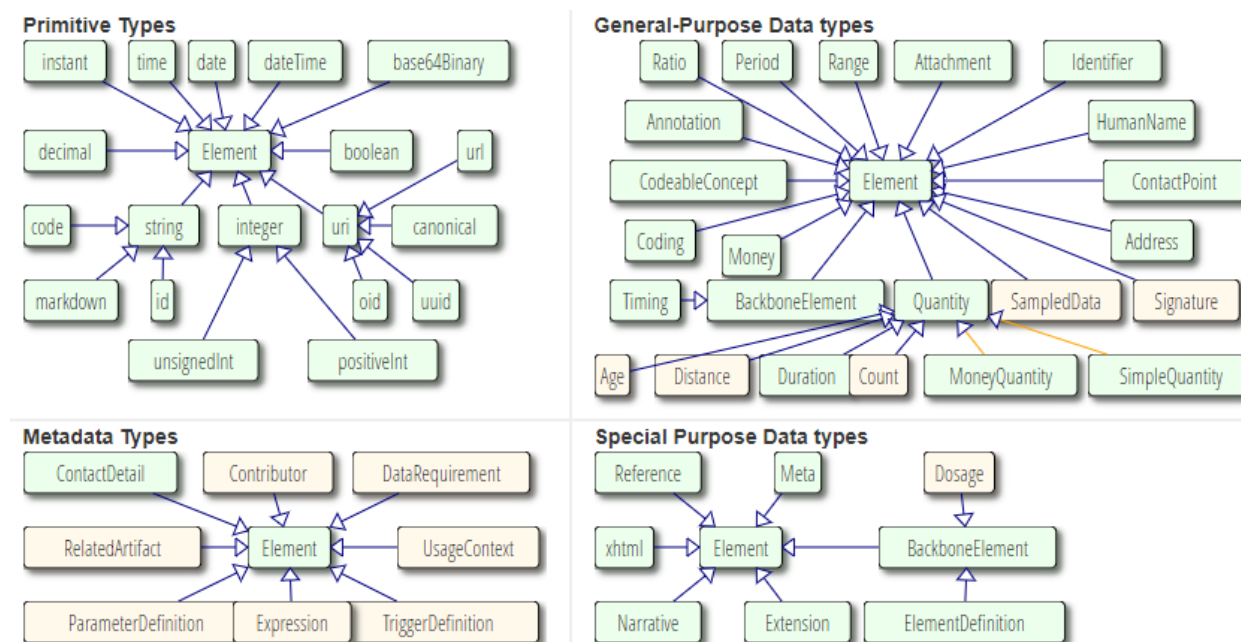 Primitive Types
instant
time
date
dateTime
base64Binary
decimal
Element
boolean
url
code
string
integer
uri
canonical
markdown
id
oid
uuid
unsignedInt
positiveInt
General-Purpose Data types
Ratio
Period
Range
Attachment
Identifier
Annotation
HumanName
CodeableConcept
Element
ContactPoint
Coding
Money
Address
Timing
BackboneElement
Quantity
SampledData
Signature
Age
Distance
Duration
Count
MoneyQuantity
SimpleQuantity
Metadata Types
ContactDetail
Contributor
DataRequirement
RelatedArtifact
Element
UsageContext
ParameterDefinition
Expression
TriggerDefinition
Special Purpose Data types
Reference
Meta
Dosage
xhtml
Element
BackboneElement
Narrative
Extension
ElementDefinition